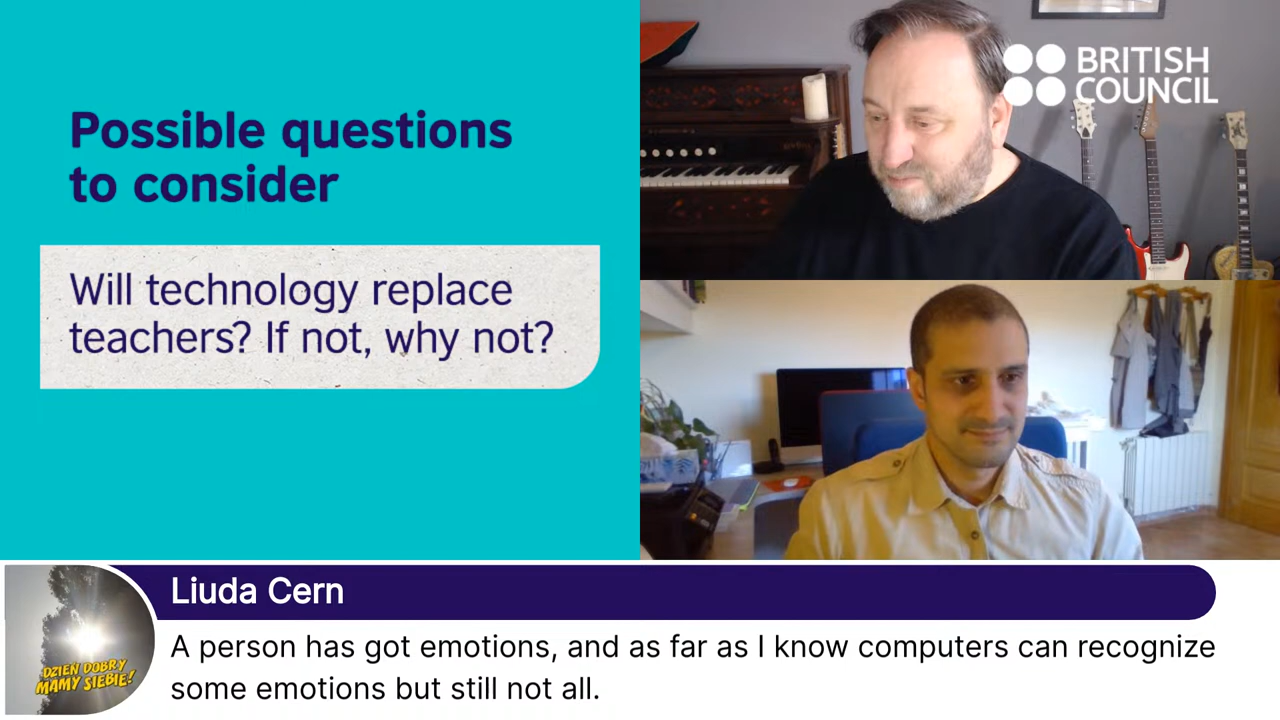 Possible questions
to consider
Will technology replace
teachers? If not, why not?
BRITISH
COUNCIL
Liuda Cern
A person has got emotions, and as far as I know computers can recognize
some emotions but still not all.
DZIEŃ DOBRY
MAMY SIEBIE!